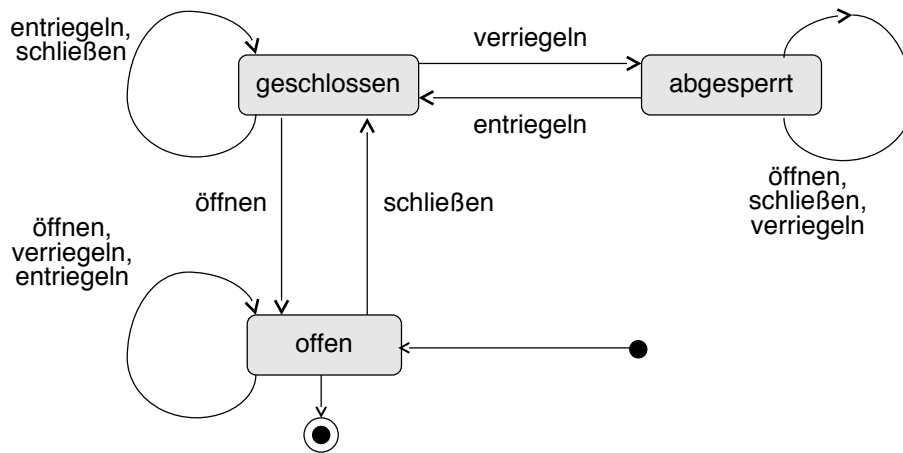 entriegeln,
schließen
verriegeln
geschlossen
abgesperrt
entriegeln
öffnen
schließen
öffnen,
schließen,
verriegeln
öffnen,
verriegeln,
entriegeln
offen